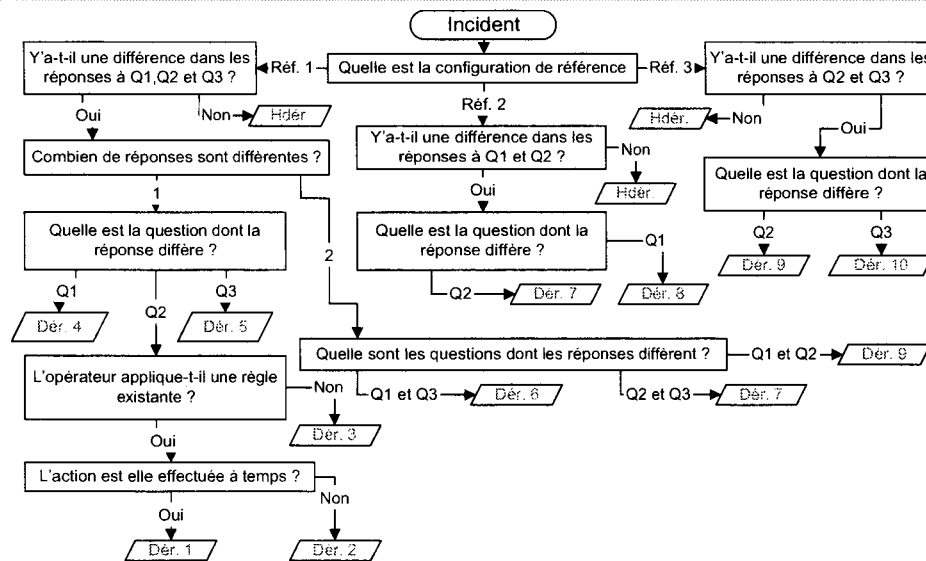 Incident
Y'a-t-il une différence dans les
réponses à Q1,Q2 et Q3 ?
Réf. 1
Quelle est la configuration de référence
Réf. 3
Y'a-t-il une différence dans les
réponses à Q2 et Q3 ?
Oui
Non
Hdér
Réf. 2
Hdér.
Non
Oui
Combien de réponses sont diffèrentes ?
Y'a-t-il une différence dans les
réponses à Q1 et Q2 ?
Non
Hdér.
Quelle est la question dont la
réponse diffère ?
1
2
Oui
Quelle est la question dont la
réponse diffère ?
Quelle est la question dont la
réponse diffère ?
Q1
Q2
Dér. 9
Q3
Dér. 10
Q2
Dér. 7
Dér. 8
Q1
Dér. 4
Q2
Q3
Dér. 5
Quelle sont les questions dont les réponses diffèrent ?
Q1 et Q2
Dér. 9
L'opérateur applique-t-il une règle
existante ?
Non
Dér. 3
Q1 et Q3
Dér. 6
Q2 et Q3
Dér. 7
Oui
L'action est elle effectuée à temps ?
Oui
Non
Dér. 1
Dér. 2